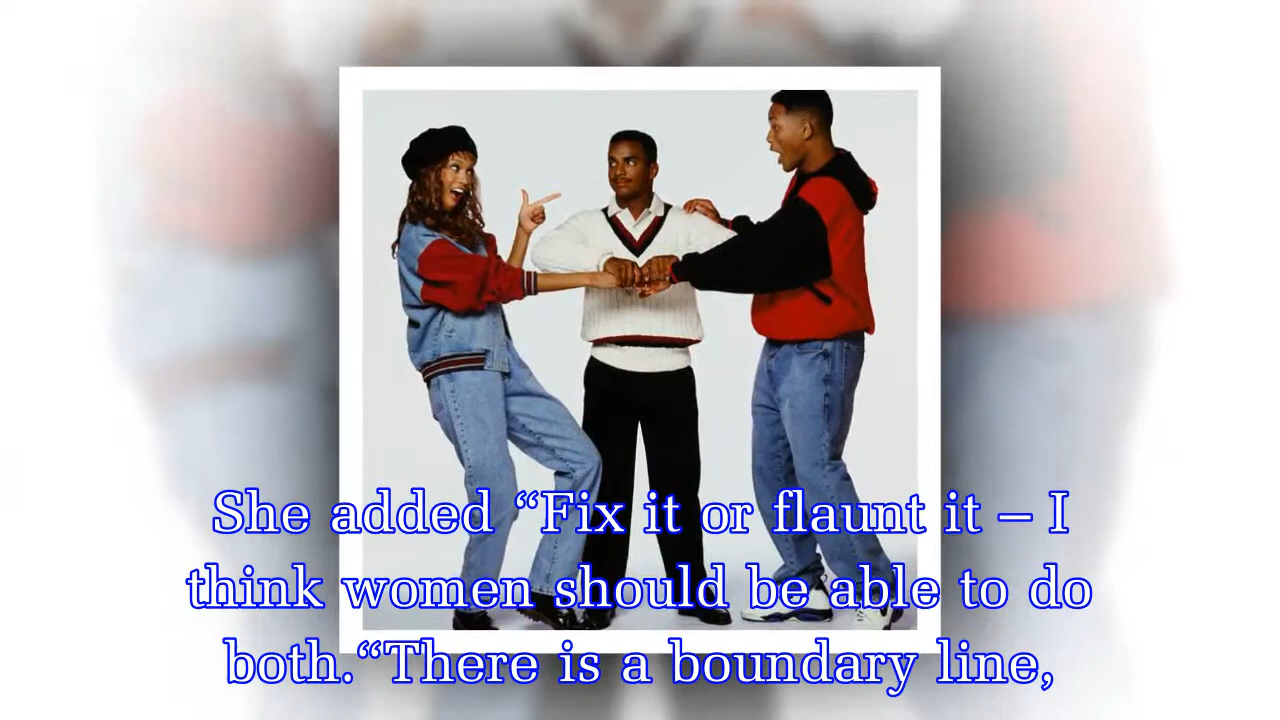 She added “Fix it or flaunt it – I
think women should be able to do
both.“There is a boundary line,